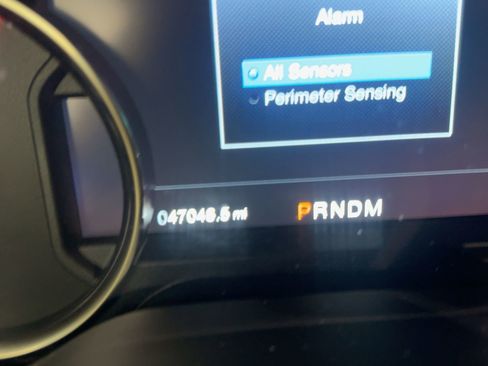 Alarm
All Sensors
Perimeter Sensing
047046.5 mi
PRNDM